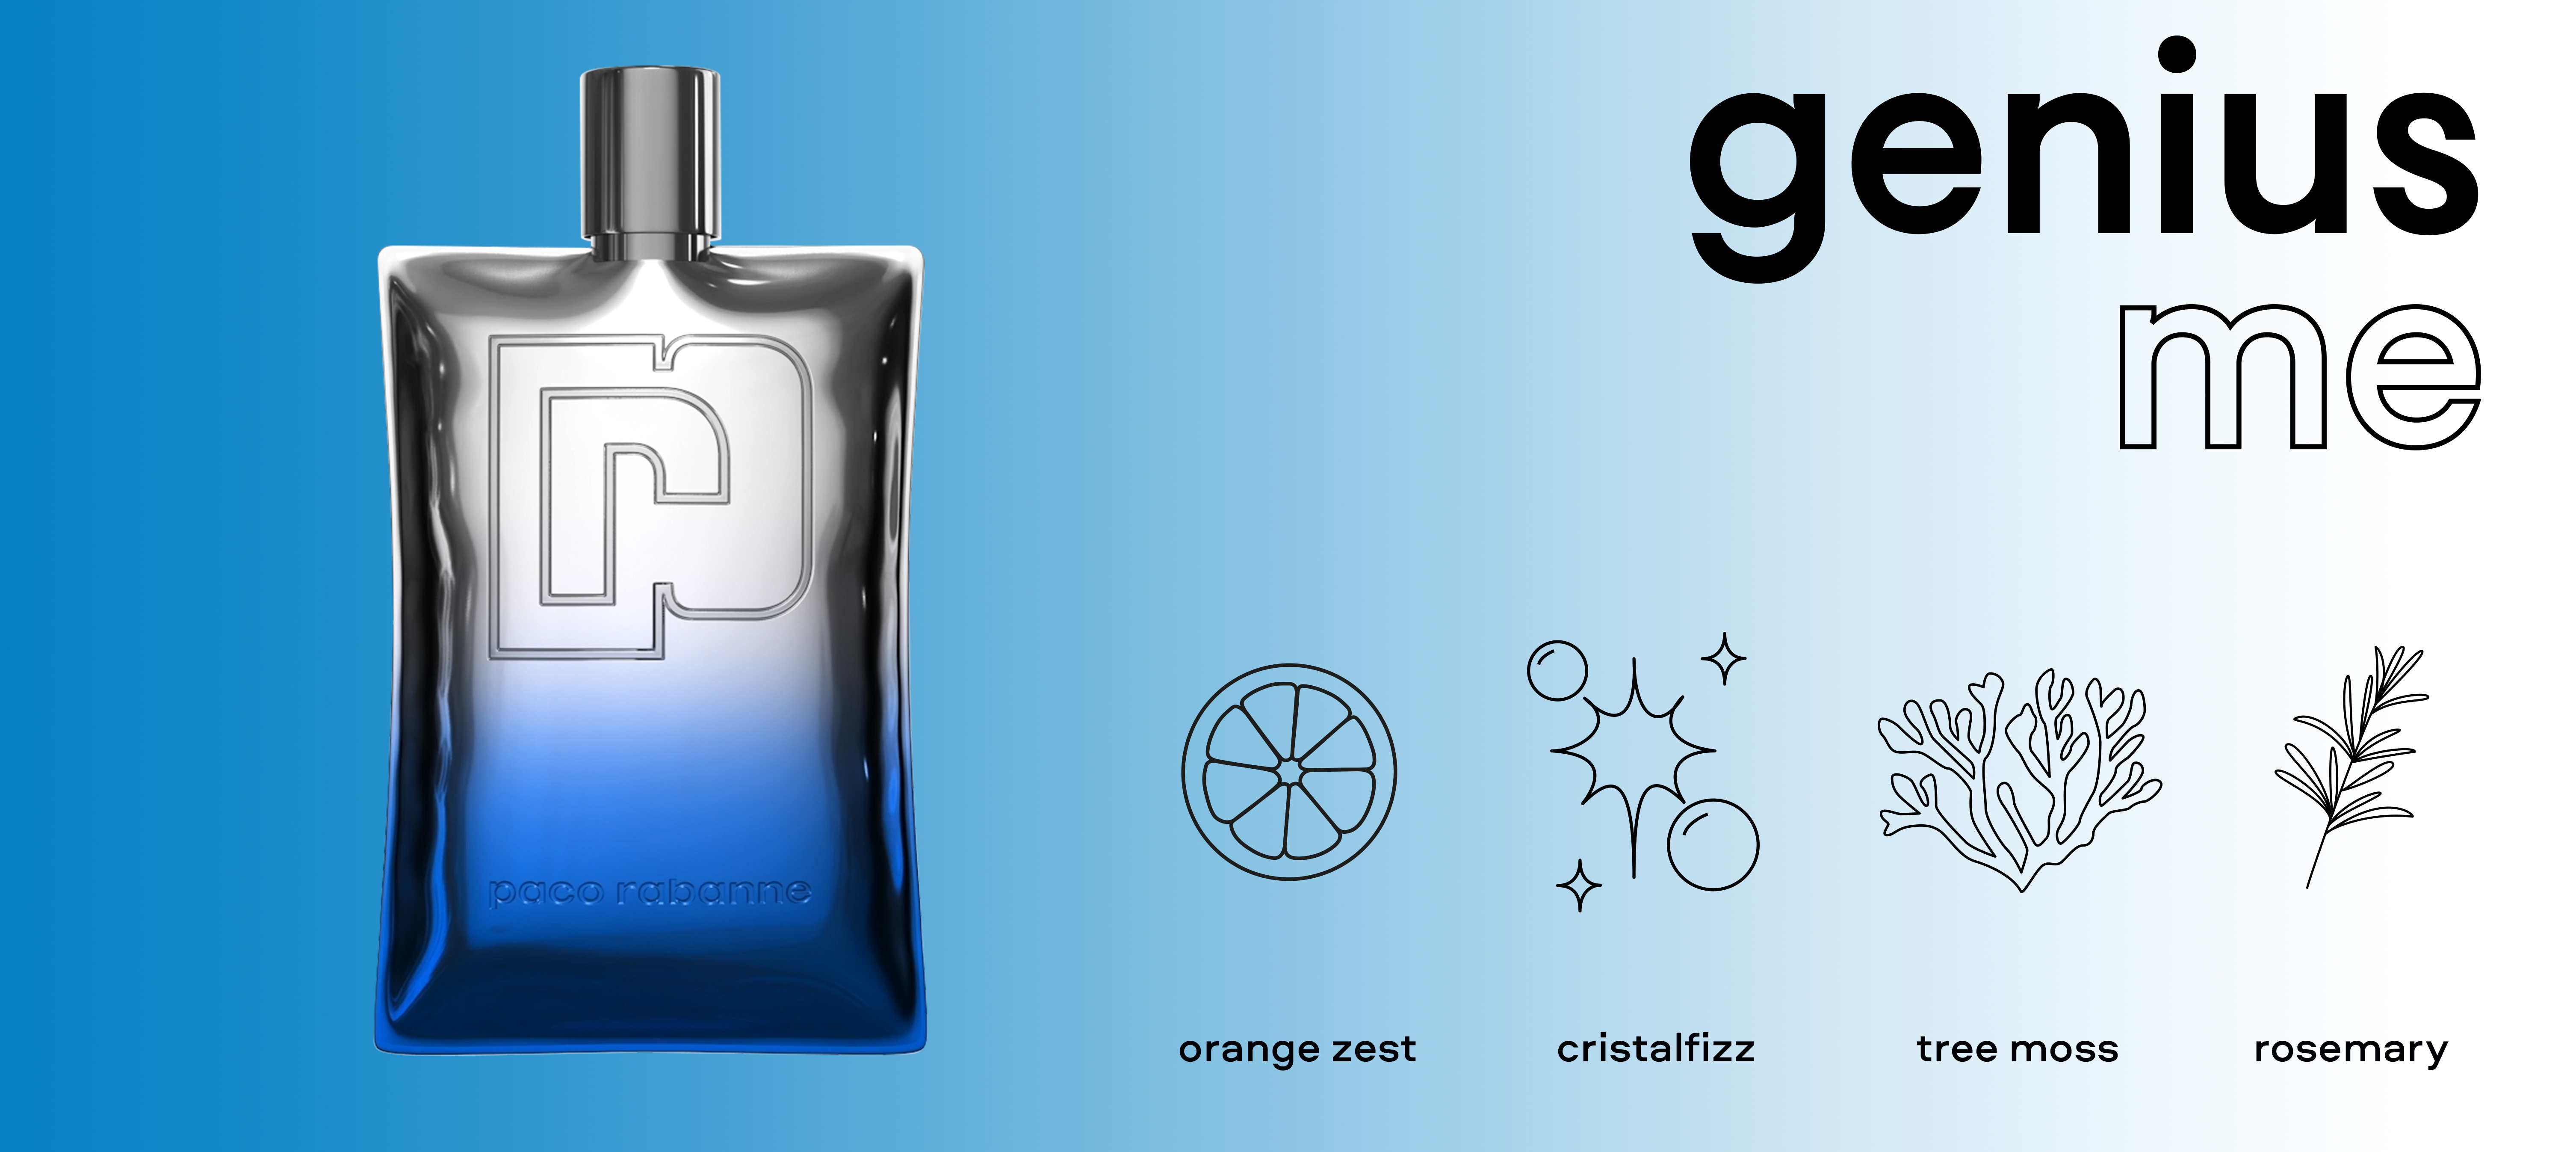 genius
me
paco rabanne
orange zest
cristalfizz
tree moss
rosemary